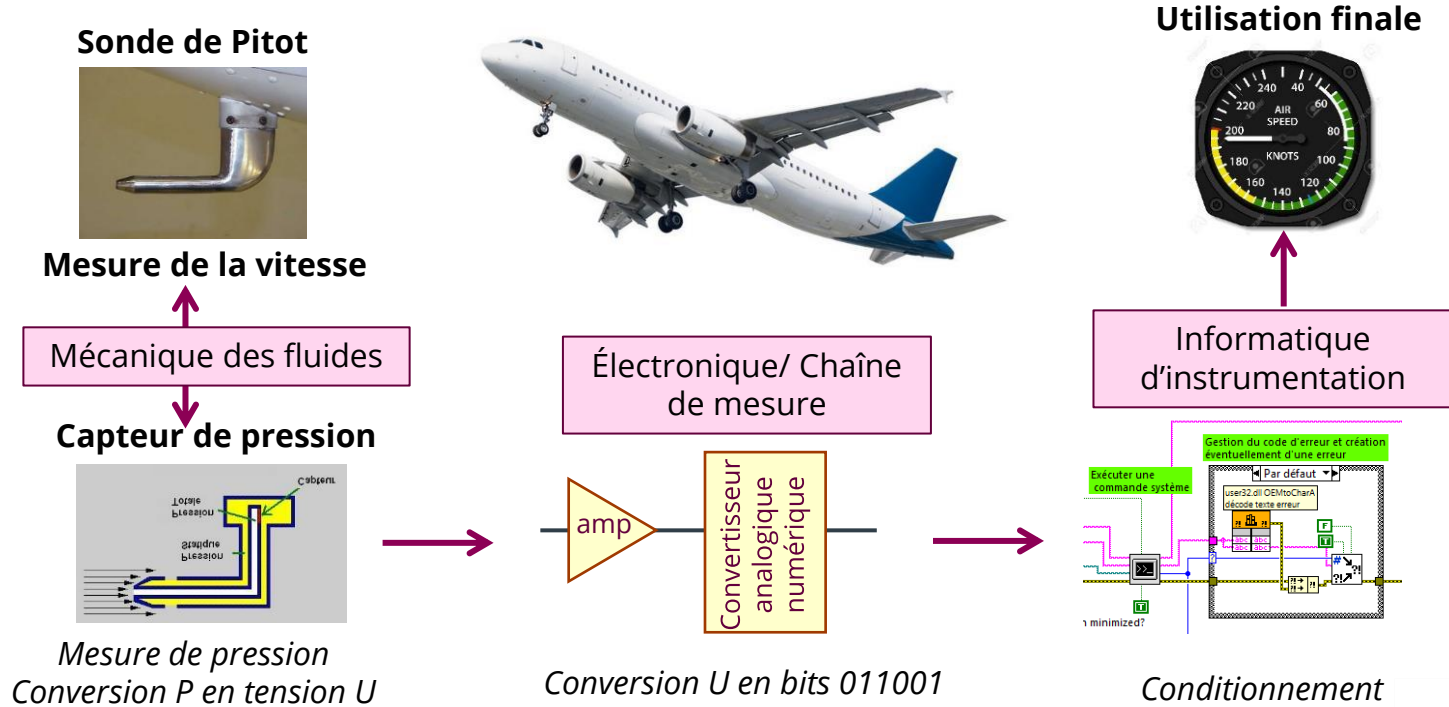 Sonde de Pitot
Utilisation finale
240 40
220 60
AIR
SPEED
200 80
KNOTS
180 100
160 120
140
Mesure de la vitesse
Mécanique des fluides
Électronique/ Chaîne
de mesure
Informatique
d’instrumentation
Capteur de pression
Capteur
Totale
Pression
Statique
Pression
amp
Convertisseur
analogique
numérique
Gestion du code d'erreur et création
éventuellement d'une erreur
Exécuter une
commande système
Par défaut
user32.dll OEMtoCharA
décode texte erreur
?! ?!
abc abc
abc abc
F
T
?
#
?!
?!
?! ?!
T
n minimized?
Mesure de pression
Conversion P en tension U
Conversion U en bits 011001
Conditionnement